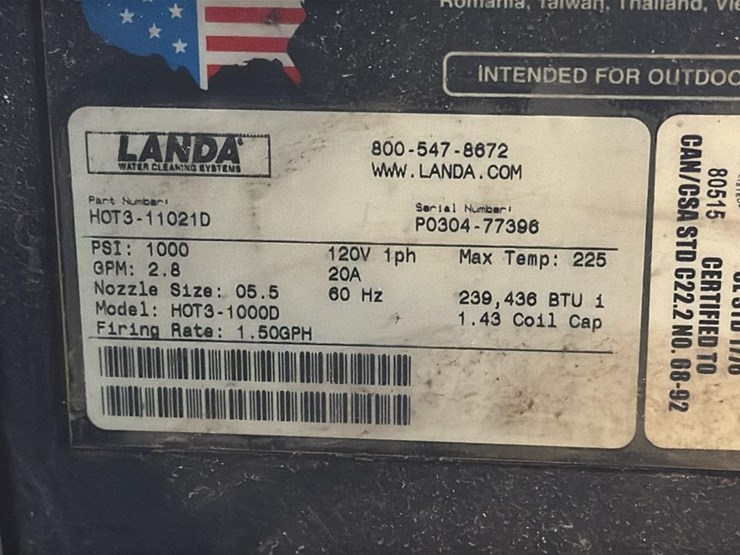 Romania, Taiwan, Thailand,
INTENDED FOR
LANDA
WATER CLEANING SYSTEMS
800-547-8672
WWW.LANDA.COM
Part Number:
HOT3-11021D
Serial Number:
P0304-77396
PSI: 1000
120V 1ph
Max Temp: 225
GPM: 2.8
20A
Nozzle Size: 05.5
60 Hz
239,436 BTU i
Model: HOT3-1000D
1.43 Coil Cap
Firing Rate: 1.50GPH
80515
CERTIFIED TO
CAN/CSA STD C22.2 NO. 68-92